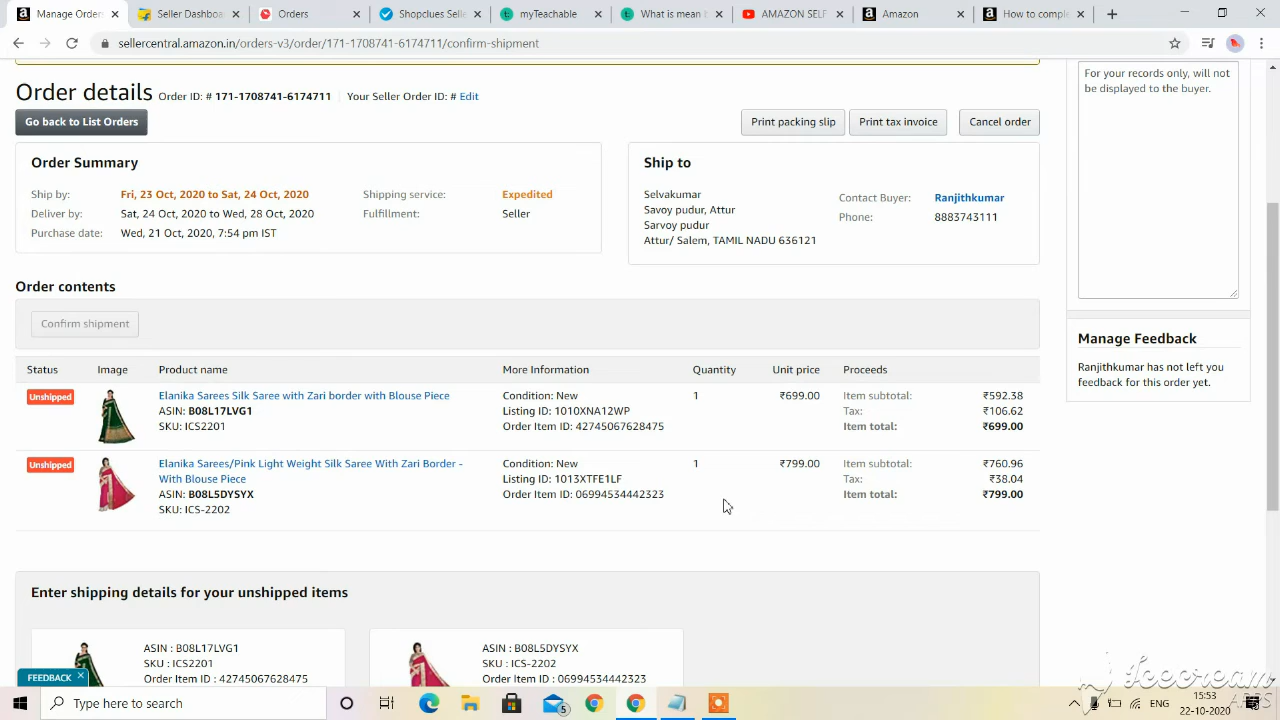 Manage Orders
Seller Dashboa
Orders
Shopclues Selle
myTeachable
What is mean b
AMAZON SELL
Amazon
How to comple
sellercentral.amazon.in/orders-v3/order/171-1708741-6174711/confirm-shipment
Order details Order ID: # 171-1708741-6174711 Your Seller Order ID: # Edit
Go back to List Orders
Print packing slip
Print tax invoice
Cancel order
For your records only, will not
be displayed to the buyer.
Order Summary
Ship by: Fri, 23 Oct, 2020 to Sat, 24 Oct, 2020 Shipping service: Expedited
Deliver by: Sat, 24 Oct, 2020 to Wed, 28 Oct, 2020 Fulfillment: Seller
Purchase date: Wed, 21 Oct, 2020, 7:54 pm IST
Ship to
Selvakumar
Savoy pudur, Attur
Sarvoy pudur
Attur/ Salem, TAMIL NADU 636121
Contact Buyer: Ranjithkumar
Phone: 8883743111
Order contents
Confirm shipment
Status Image Product name More Information Quantity Unit price Proceeds
Unshipped
Elanika Sarees Silk Saree with Zari border with Blouse Piece
ASIN: B08L17LVG1
SKU: ICS2201
Condition: New
Listing ID: 1010XNA12WP
Order Item ID: 42745067628475
1
₹699.00
Item subtotal: ₹592.38
Tax: ₹106.62
Item total: ₹699.00
Unshipped
Elanika Sarees/Pink Light Weight Silk Saree With Zari Border -
With Blouse Piece
ASIN: B08L5DYSYX
SKU: ICS-2202
Condition: New
Listing ID: 1013XTFE1LF
Order Item ID: 06994534442323
1
₹799.00
Item subtotal: ₹760.96
Tax: ₹38.04
Item total: ₹799.00
Manage Feedback
Ranjithkumar has not left you
feedback for this order yet.
Enter shipping details for your unshipped items
ASIN : B08L17LVG1
SKU : ICS2201
Order Item ID : 42745067628475
ASIN : B08L5DYSYX
SKU : ICS-2202
Order Item ID : 06994534442323
FEEDBACK
Icecream
APPS
Type here to search
5
ENG
15:53
22-10-2020